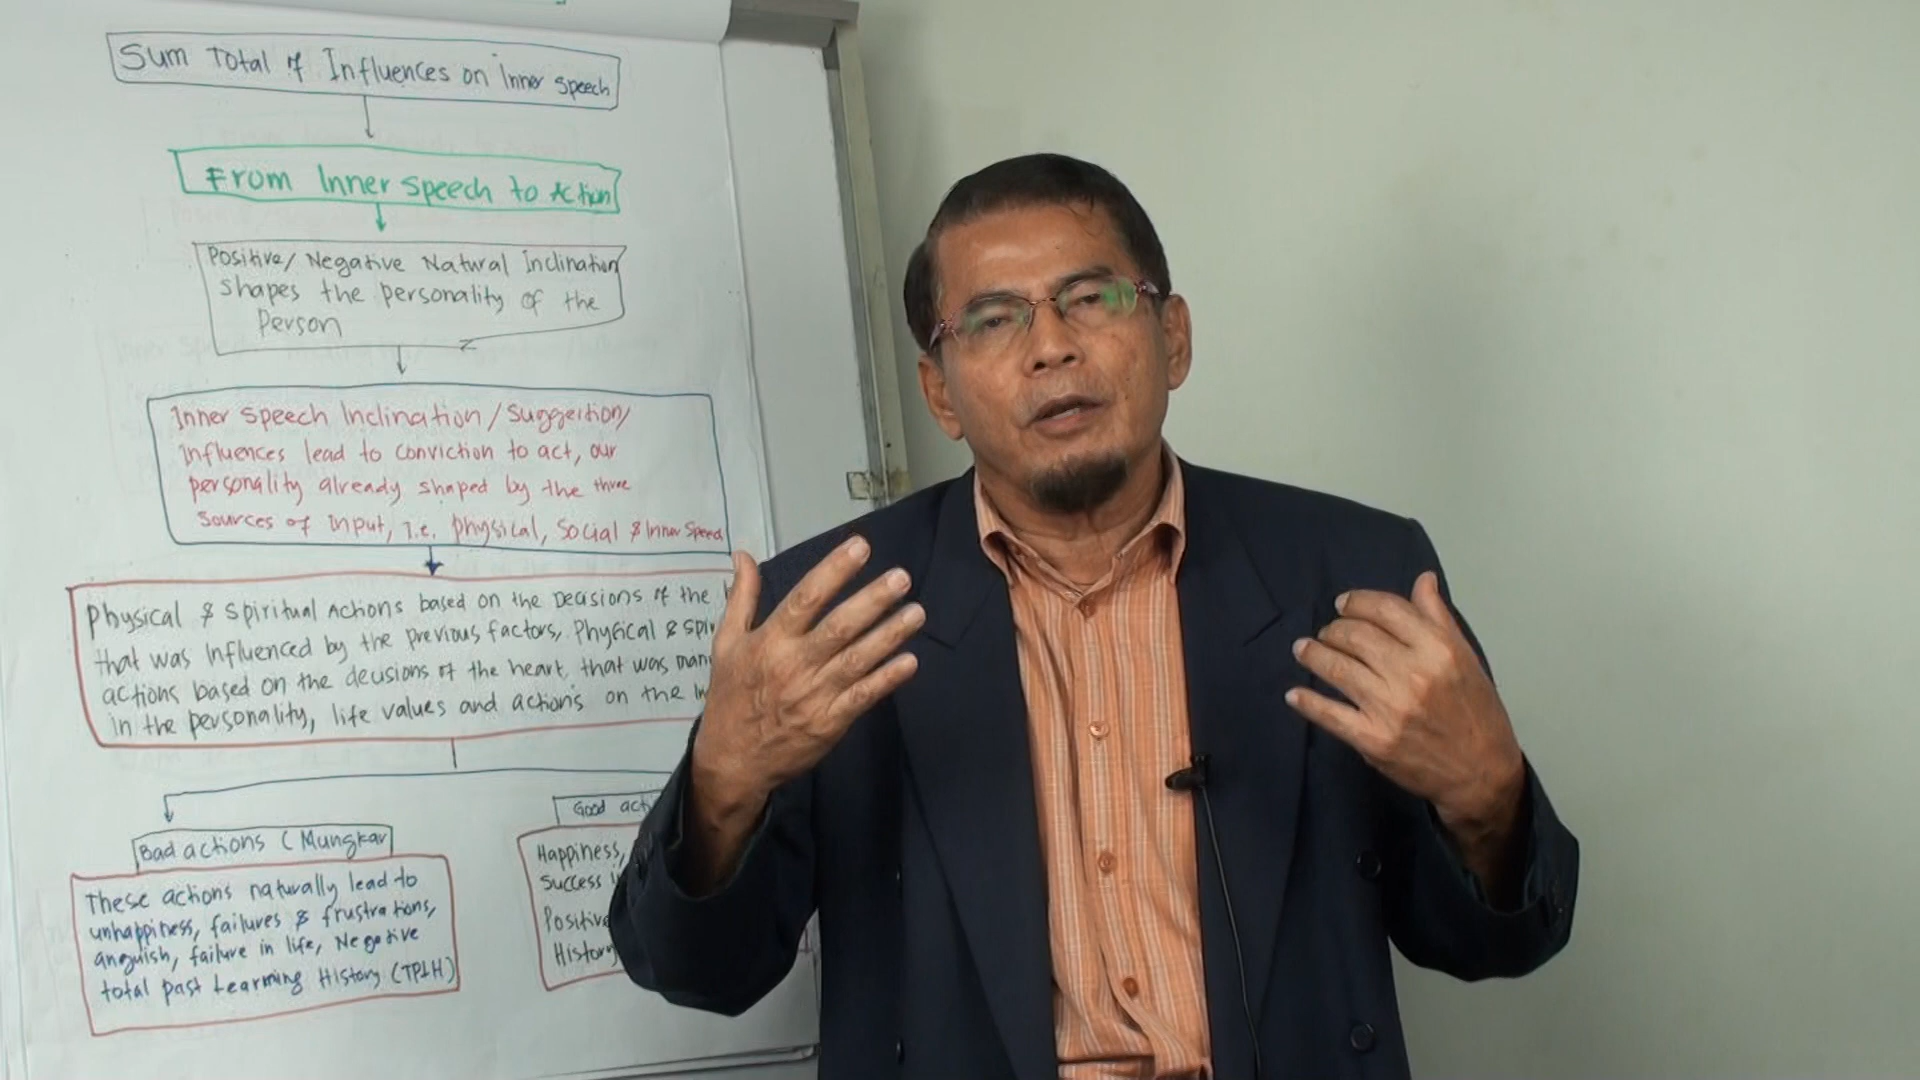 Sum Total of Influences on Inner Speech
From Inner Speech to Action
Positive/ Negative Natural Inclination
shapes the personality of the
Person
Inner Speech Inclination/Suggestion/
Influences lead to conviction to act, our
personality already shaped by the three
Sources of Input, I.e. physical, Social & Inner Speech
Physical & Spiritual Actions based on the Decisions of the
that was Influenced by the previous factors, Physical &
actions based on the decisions of the heart, that was
in the personality, life values and actions on the
Bad actions (Mungkar
These actions naturally lead to
unhappiness, failures & frustrations,
anguish, failure in life, Negative
total past Learning History (TPLH)
Good
Happiness,
Success
Positive
History